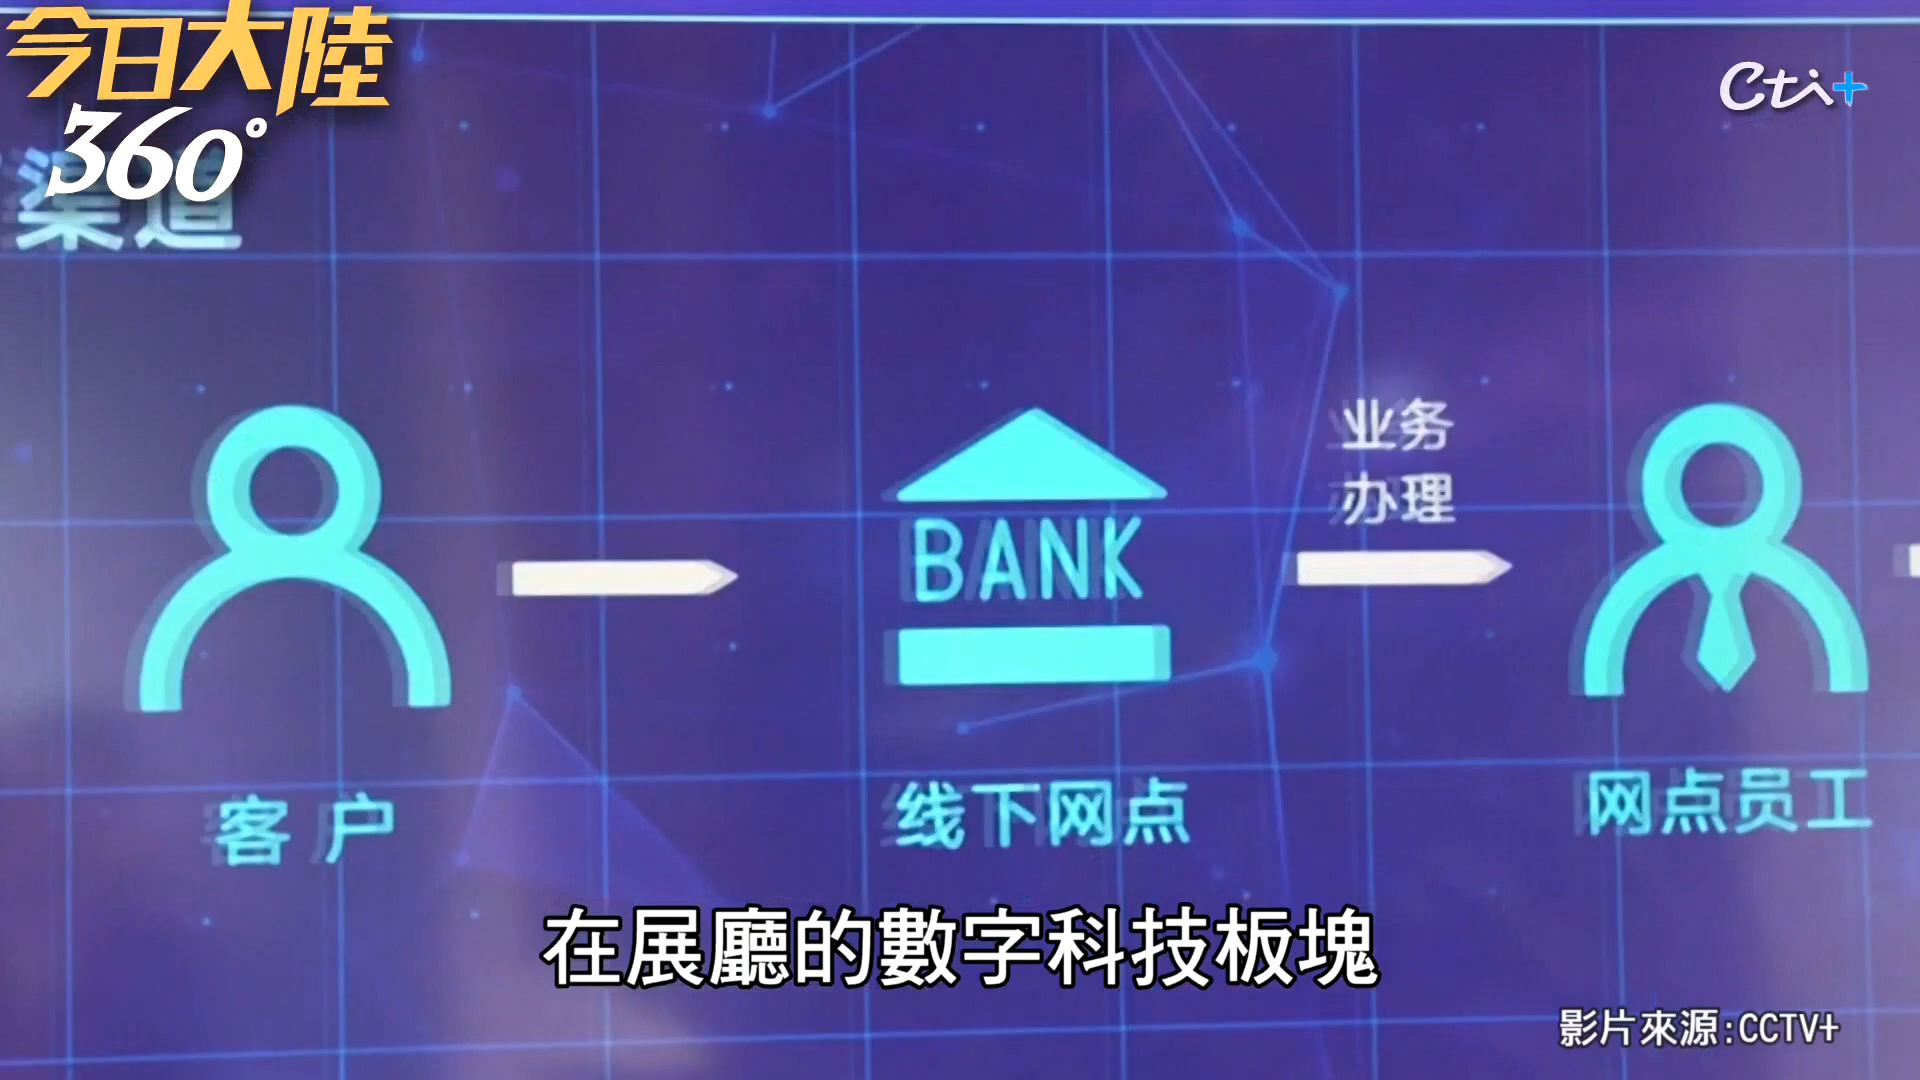 今日大陸
360°
Cti+
渠道
业务
办理
BANK
客户
线下网点
网点员工
在展廳的數字科技板塊
影片來源:CCTV+